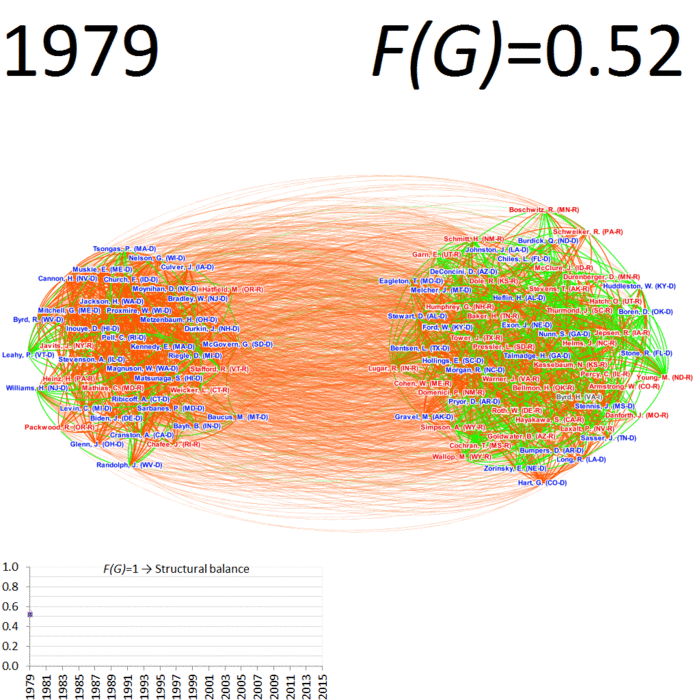 1979
F(G)=0.52
Boschwitz, R. (MN-R)
Schweiker, R. (PA-R)
Schmitt, H. (NM-R)
Burdick, Q. (ND-D)
Tsongas, P. (MA-D)
Johnston, J. (LA-D)
Garn, E. (UT-R)
Nelson, G. (WI-D)
Chiles, L. (FL-D)
Muskie, E. (ME-D)
Culver, J. (IA-D)
McClure, J. (ID-R)
DeConcini, D. (AZ-D)
Cannon, H. (NV-D)
Church, F. (ID-D)
Durenberger, D. (MN-R)
Eagleton, T. (MO-D)
Dole, R. (KS-R)
Huddleston, W. (KY-D)
Moynihan, D. (NY-D)
Hatfield, M. (OR-R)
Melcher, J. (MT-D)
Stevens, T. (AK-R)
Bradley, W. (NJ-D)
Heflin, H. (AL-D)
Jackson, H. (WA-D)
Hatch, O. (UT-R)
Humphrey, G. (NH-R)
Mitchell, G. (ME-D)
Proxmire, W. (WI-D)
Thurmond, J. (SC-R)
Boren, D. (OK-D)
Stewart, D. (AL-D)
Baker, H. (TN-R)
Byrd, R. (WV-D)
Metzenbaum, H. (OH-D)
Inouye, D. (HI-D)
Durkin, J. (NH-D)
Ford, W. (KY-D)
Exon, J. (NE-D)
Pell, C. (RI-D)
Nunn, S. (GA-D)
Jepsen, R. (IA-R)
Tower, J. (TX-R)
Javits, J. (NY-R)
Kennedy, E. (MA-D)
McGovern, G. (SD-D)
Bentsen, L. (TX-D)
Pressler, L. (SD-R)
Helms, J. (NC-R)
Leahy, P. (VT-D)
Stevenson, A. (IL-D)
Riegle, D. (MI-D)
Talmadge, H. (GA-D)
Stone, R. (FL-D)
Hollings, E. (SC-D)
Magnuson, W. (WA-D)
Stafford, R. (VT-R)
Lugar, R. (IN-R)
Morgan, R. (NC-D)
Kassebaum, N. (KS-R)
Percy, C. (IL-R)
Heinz, H. (PA-R)
Matsunaga, S. (HI-D)
Warner, J. (VA-R)
Young, M. (ND-R)
Williams, H. (NJ-D)
Mathias, C. (MD-R)
Weicker, L. (CT-R)
Cohen, W. (ME-R)
Bellmon, H. (OK-R)
Armstrong, W. (CO-R)
Domenici, P. (NM-R)
Ribicoff, A. (CT-D)
Pryor, D. (AR-D)
Byrd, H. (VA-I)
Levin, C. (MI-D)
Sarbanes, P. (MD-D)
Roth, W. (DE-R)
Stennis, J. (MS-D)
Biden, J. (DE-D)
Baucus, M. (MT-D)
Gravel, M. (AK-D)
Hayakawa, S. (CA-R)
Danforth, J. (MO-R)
Packwood, R. (OR-R)
Bayh, B. (IN-D)
Simpson, A. (WY-R)
Laxalt, P. (NV-R)
Cranston, A. (CA-D)
Goldwater, B. (AZ-R)
Sasser, J. (TN-D)
Glenn, J. (OH-D)
Chafee, J. (RI-R)
Cochran, T. (MS-R)
Bumpers, D. (AR-D)
Wallop, M. (WY-R)
Long, R. (LA-D)
Randolph, J. (WV-D)
Zorinsky, E. (NE-D)
Hart, G. (CO-D)
F(G)=1 → Structural balance
1.0
0.8
0.6
0.4
0.2
0.0
1979 1981 1983 1985 1987 1989 1991 1993 1995 1997 1999 2001 2003 2005 2007 2009 2011 2013 2015